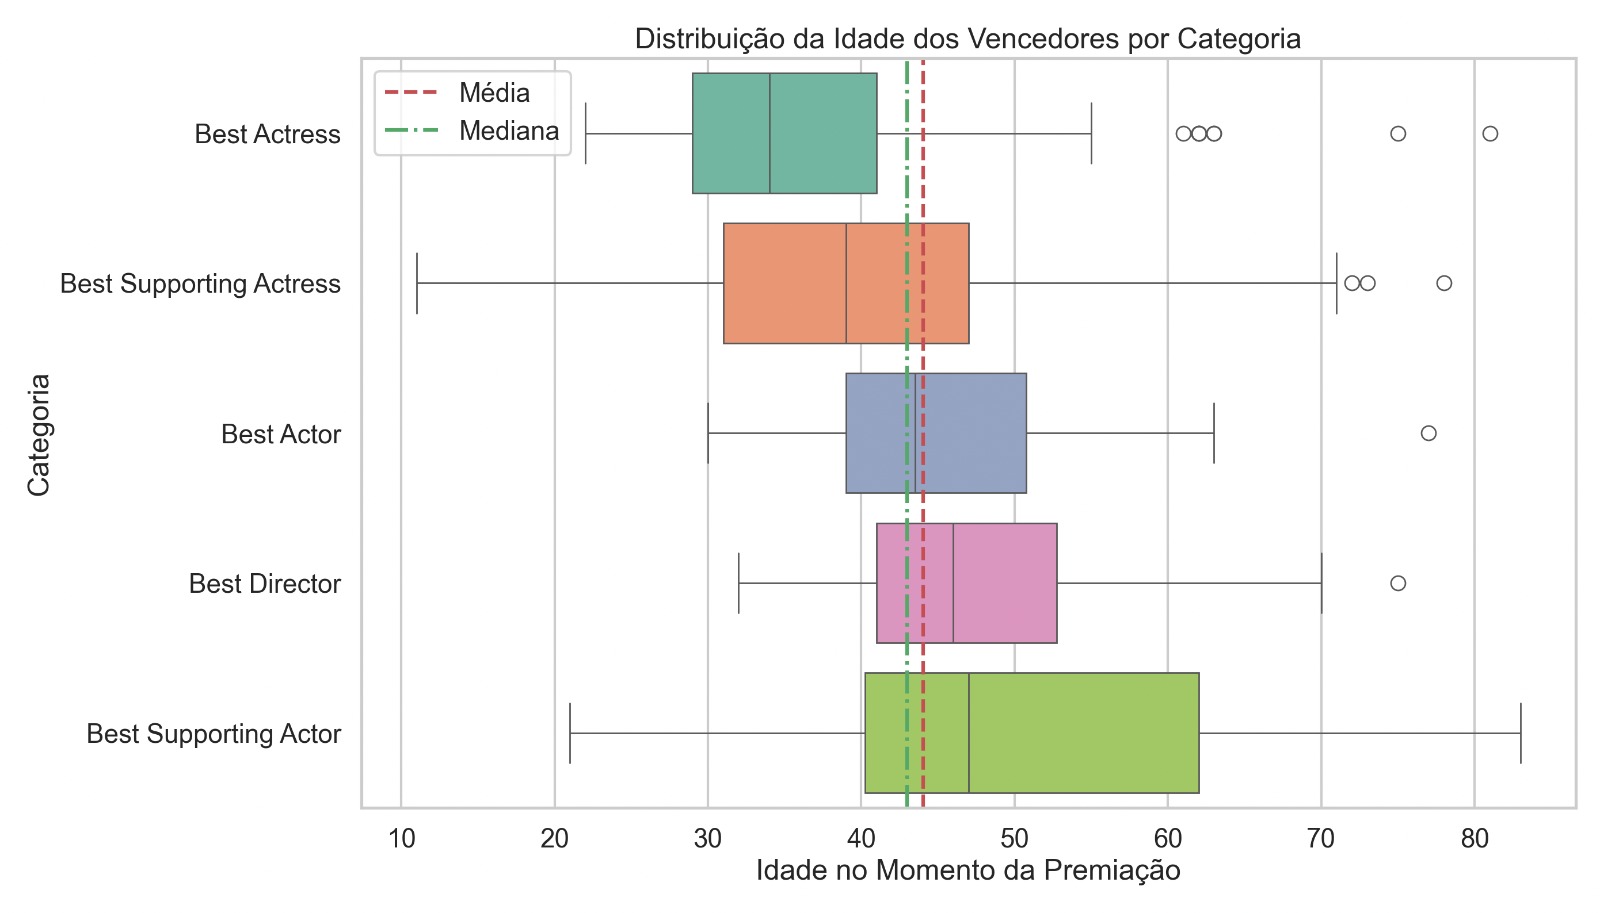 Distribuição da Idade dos Vencedores por Categoria
Média
Mediana
Best Actress
Best Supporting Actress
Best Actor
Best Director
Best Supporting Actor
Categoria
10 20 30 40 50 60 70 80
Idade no Momento da Premiação